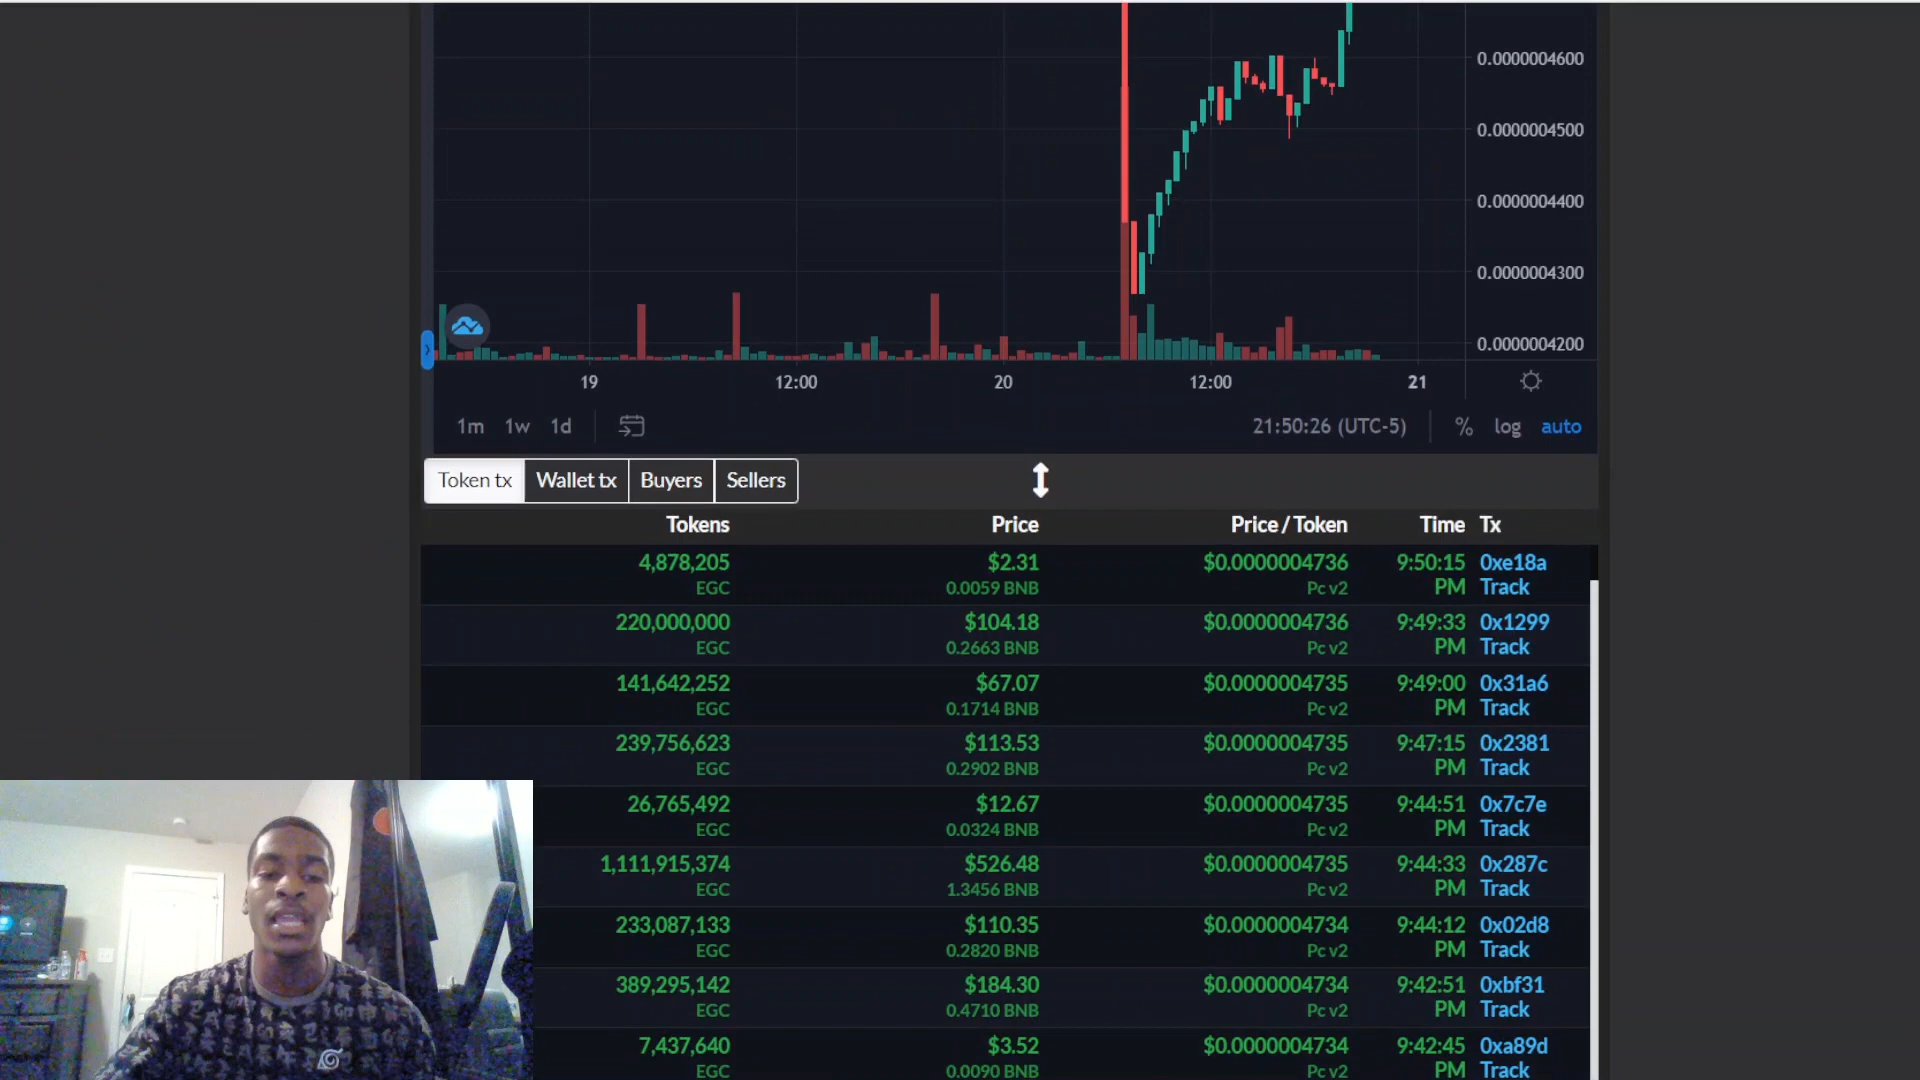 0.0000004600
0.0000004500
0.0000004400
0.0000004300
0.0000004200
19 12:00 20 12:00 21
1m 1w 1d 21:50:26 (UTC-5) % log auto
Token tx Wallet tx Buyers Sellers
Tokens Price Price / Token Time Tx
4,878,205 $2.31 $0.0000004736 9:50:15 0xe18a
EGC 0.0059 BNB Pc v2 PM Track
220,000,000 $104.18 $0.0000004736 9:49:33 0x1299
EGC 0.2663 BNB Pc v2 PM Track
141,642,252 $67.07 $0.0000004735 9:49:00 0x31a6
EGC 0.1714 BNB Pc v2 PM Track
239,756,623 $113.53 $0.0000004735 9:47:15 0x2381
EGC 0.2902 BNB Pc v2 PM Track
26,765,492 $12.67 $0.0000004735 9:44:51 0x7c7e
EGC 0.0324 BNB Pc v2 PM Track
1,111,915,374 $526.48 $0.0000004735 9:44:33 0x287c
EGC 1.3456 BNB Pc v2 PM Track
233,087,133 $110.35 $0.0000004734 9:44:12 0x02d8
EGC 0.2820 BNB Pc v2 PM Track
389,295,142 $184.30 $0.0000004734 9:42:51 0xbf31
EGC 0.4710 BNB Pc v2 PM Track
7,437,640 $3.52 $0.0000004734 9:42:45 0xa89d
EGC 0.0090 BNB Pc v2 PM Track